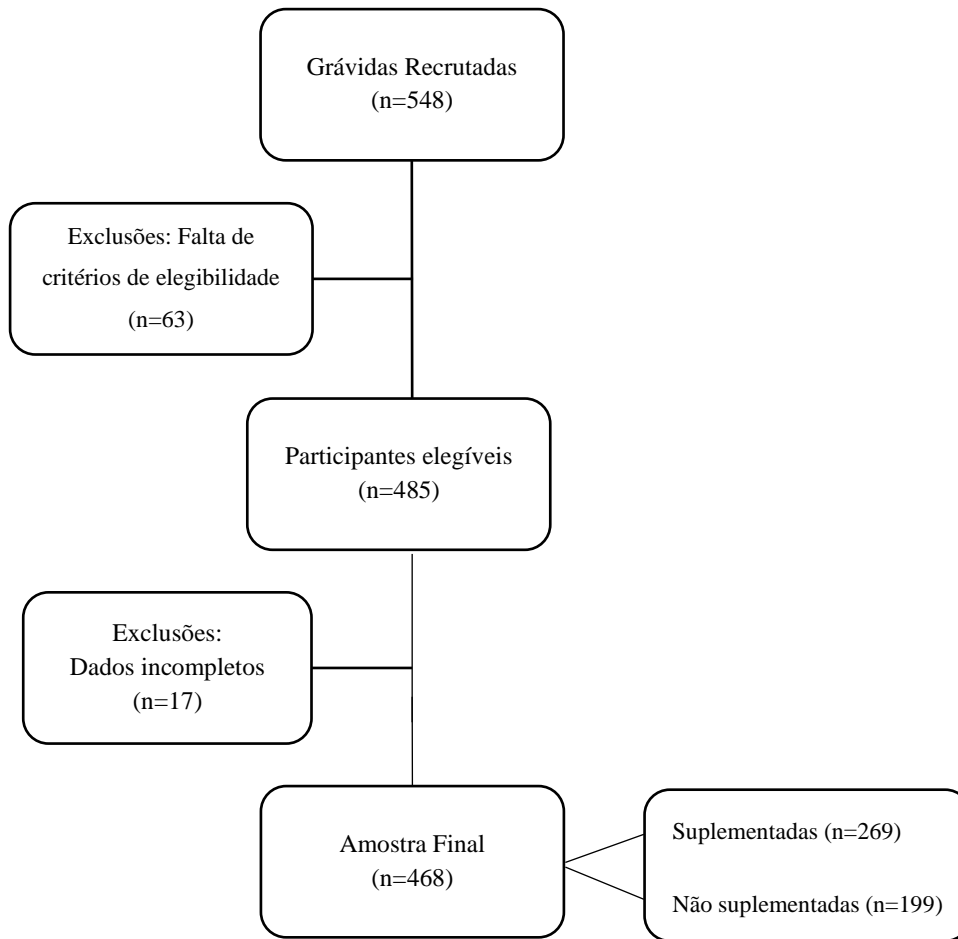 Grávidas Recrutadas
(n=548)
Exclusões: Falta de
critérios de elegibilidade
(n=63)
Participantes elegíveis
(n=485)
Exclusões:
Dados incompletos
(n=17)
Amostra Final
(n=468)
Suplementadas (n=269)
Não suplementadas (n=199)